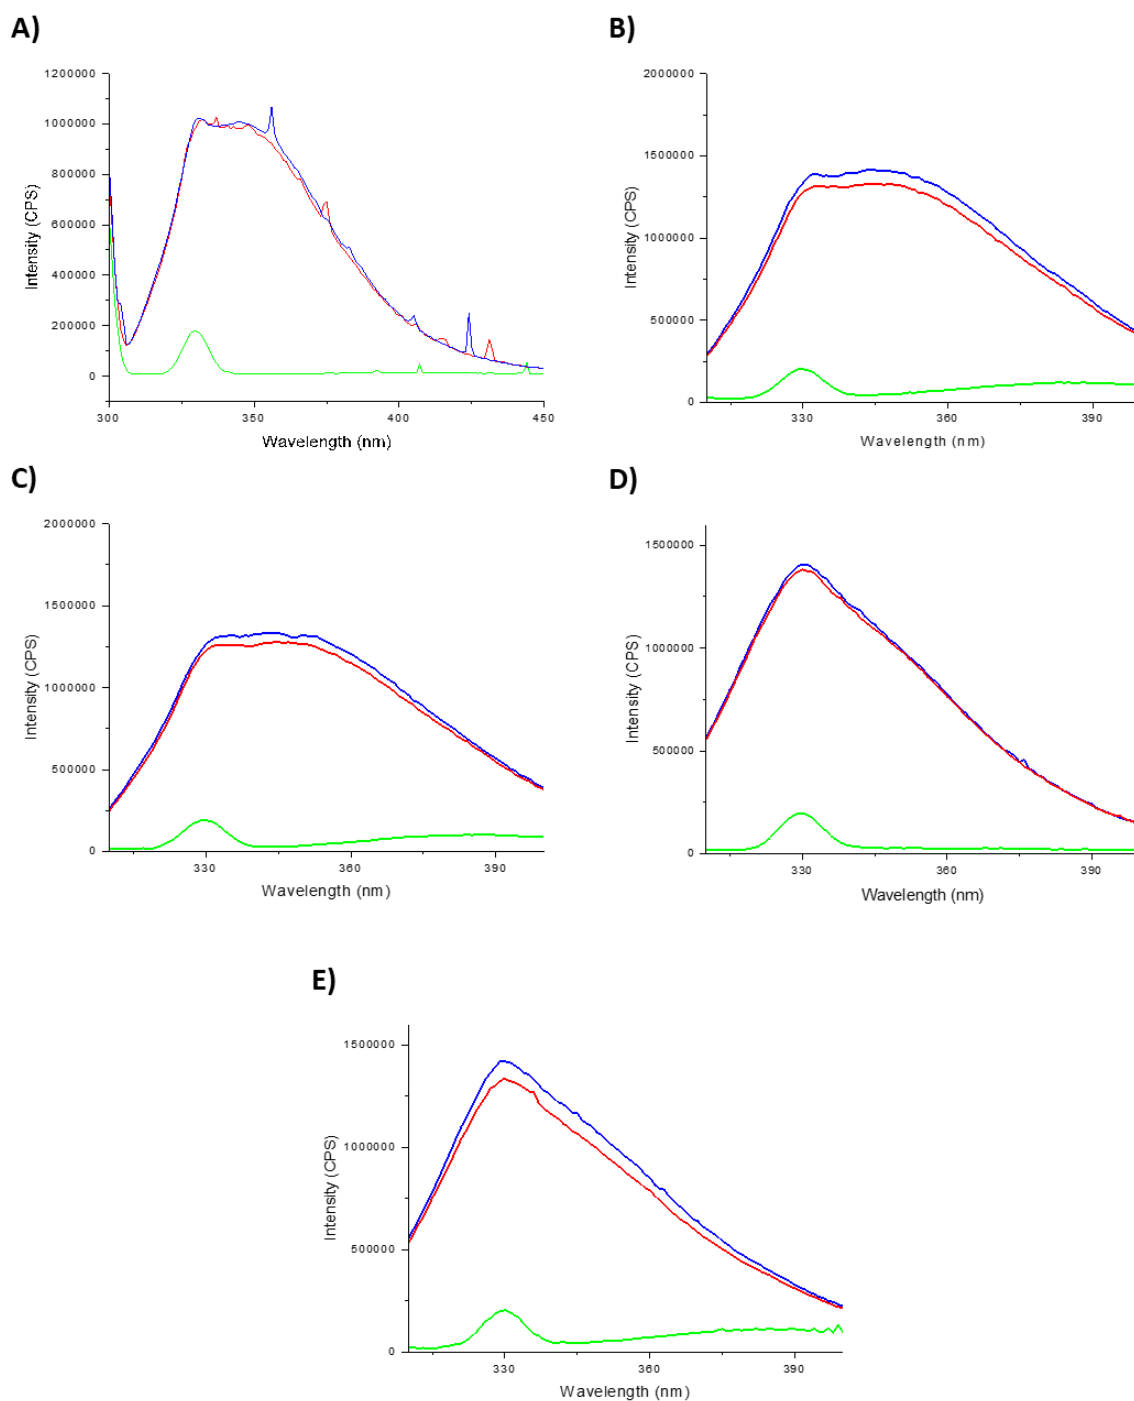 A)
Intensity (CPS)
1200000
1000000
800000
600000
400000
200000
0
300
350
400
450
Wavelength (nm)
B)
Intensity (CPS)
2000000
1500000
1000000
500000
0
330
360
390
Wavelength (nm)
C)
Intensity (CPS)
2000000
1500000
1000000
500000
0
330
360
390
Wavelength (nm)
D)
Intensity (CPS)
1500000
1000000
500000
0
330
360
390
Wavelength (nm)
E)
Intensity (CPS)
1500000
1000000
500000
0
330
360
390
Wavelength (nm)